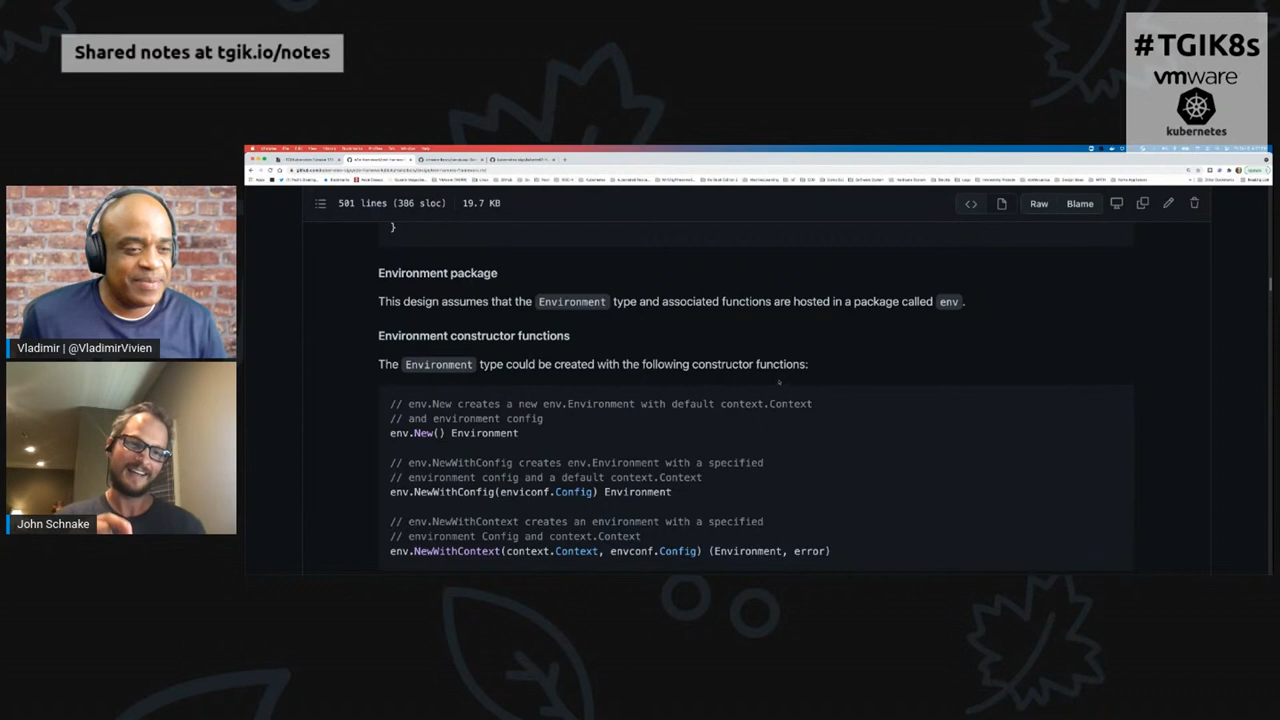 Shared notes at tgik.io/notes
#TGIK8s
vmware
kubernetes
501 lines (386 sloc)
19.7 KB
Raw
Blame
}
Environment package
This design assumes that the Environment type and associated functions are hosted in a package called env.
Environment constructor functions
The Environment type could be created with the following constructor functions:
// env.New creates a new env.Environment with default context.Context
// and environment config
env.New() Environment
// env.NewWithConfig creates env.Environment with a specified
// environment config and a default context.Context
env.NewWithConfig(enviconf.Config) Environment
// env.NewWithContext creates an environment with a specified
// environment Config and context.Context
env.NewWithContext(context.Context, envconf.Config) (Environment, error)
Vladimir | @VladimirVivien
John Schnake